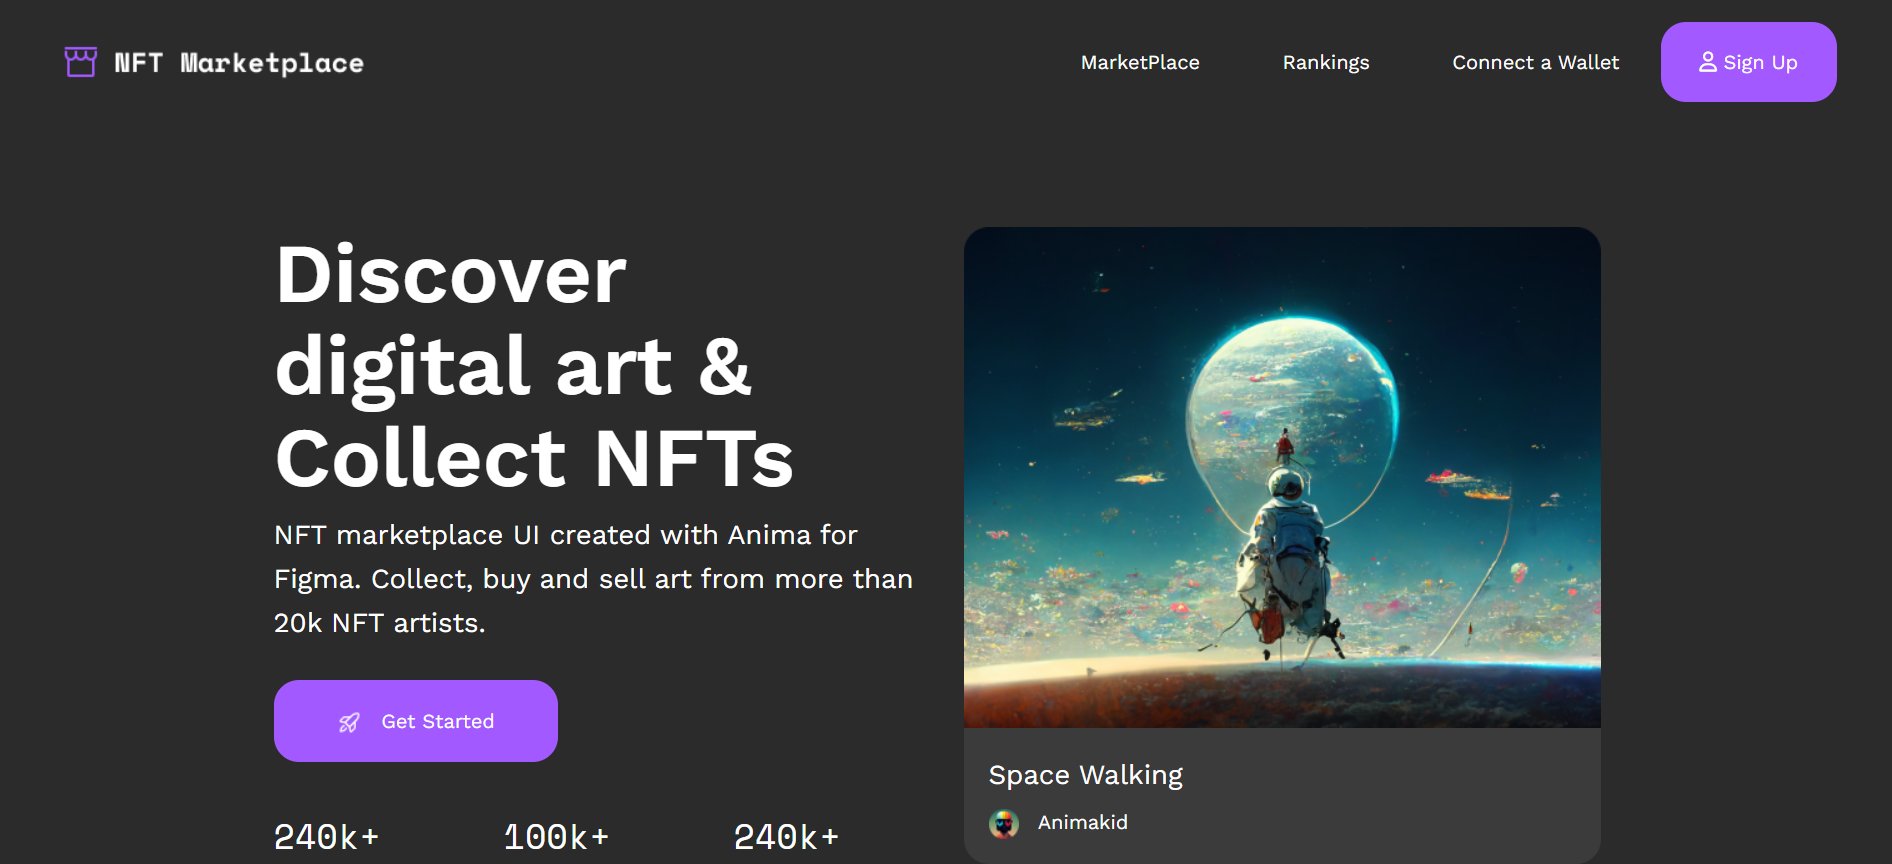 NFT Marketplace
MarketPlace
Rankings
Connect a Wallet
Sign Up
Discover
digital art &
Collect NFTs
NFT marketplace UI created with Anima for
Figma. Collect, buy and sell art from more than
20k NFT artists.
Get Started
240k+
100k+
240k+
Space Walking
Animakid